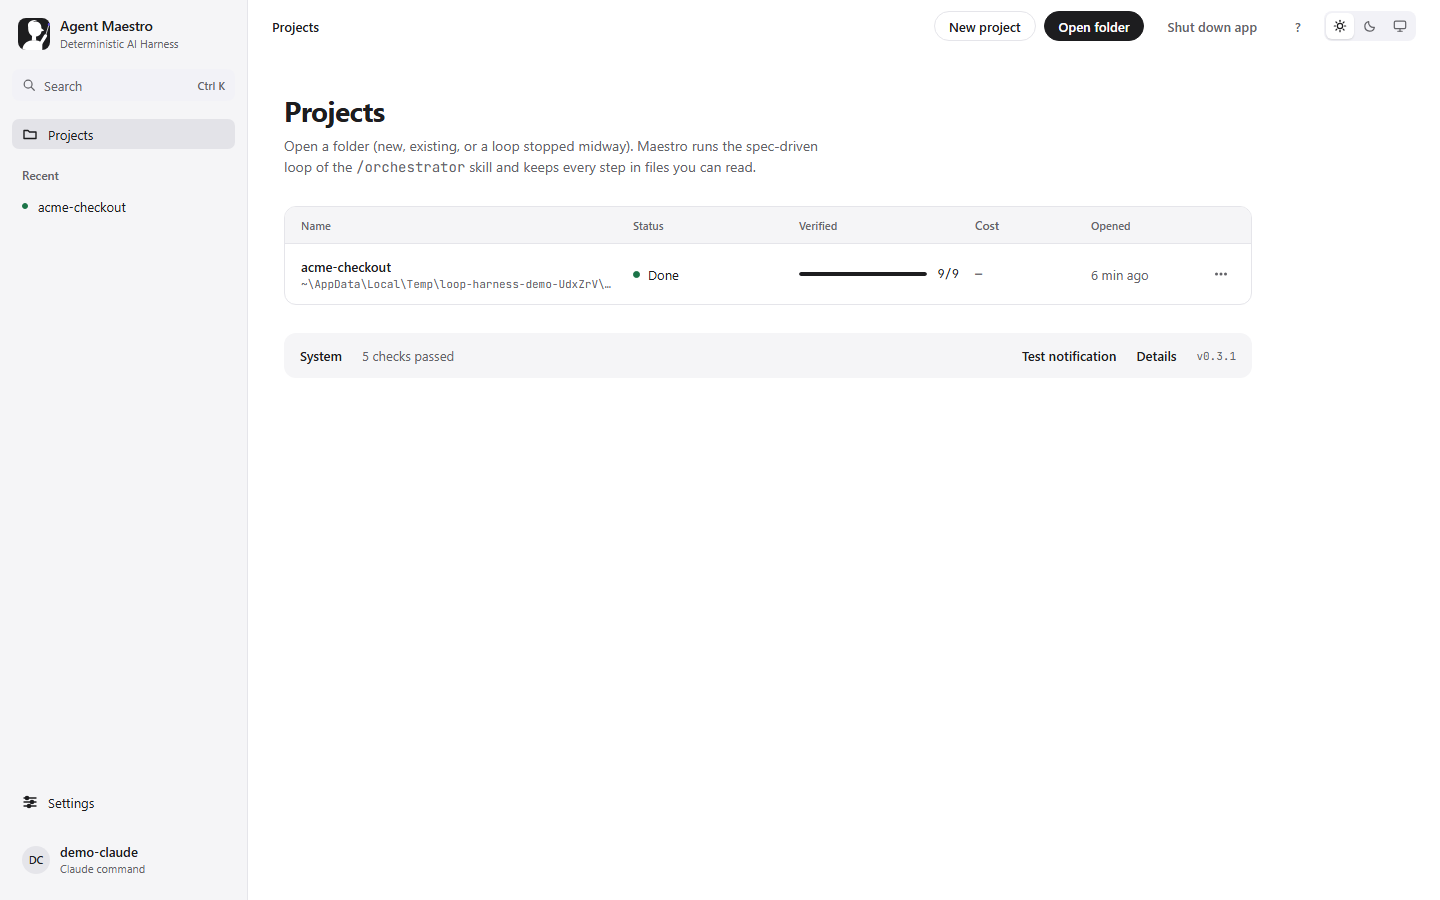 Agent Maestro
Deterministic AI Harness
Search Ctrl K
Projects
Recent
acme-checkout
Settings
DC
demo-claude
Claude command
Projects
New project
Open folder
Shut down app
?
Projects
Open a folder (new, existing, or a loop stopped midway). Maestro runs the spec-driven
loop of the /orchestrator skill and keeps every step in files you can read.
Name Status Verified Cost Opened
acme-checkout
~\AppData\Local\Temp\loop-harness-demo-UdxZrV\…
Done 9/9 – 6 min ago
System 5 checks passed Test notification Details v0.3.1